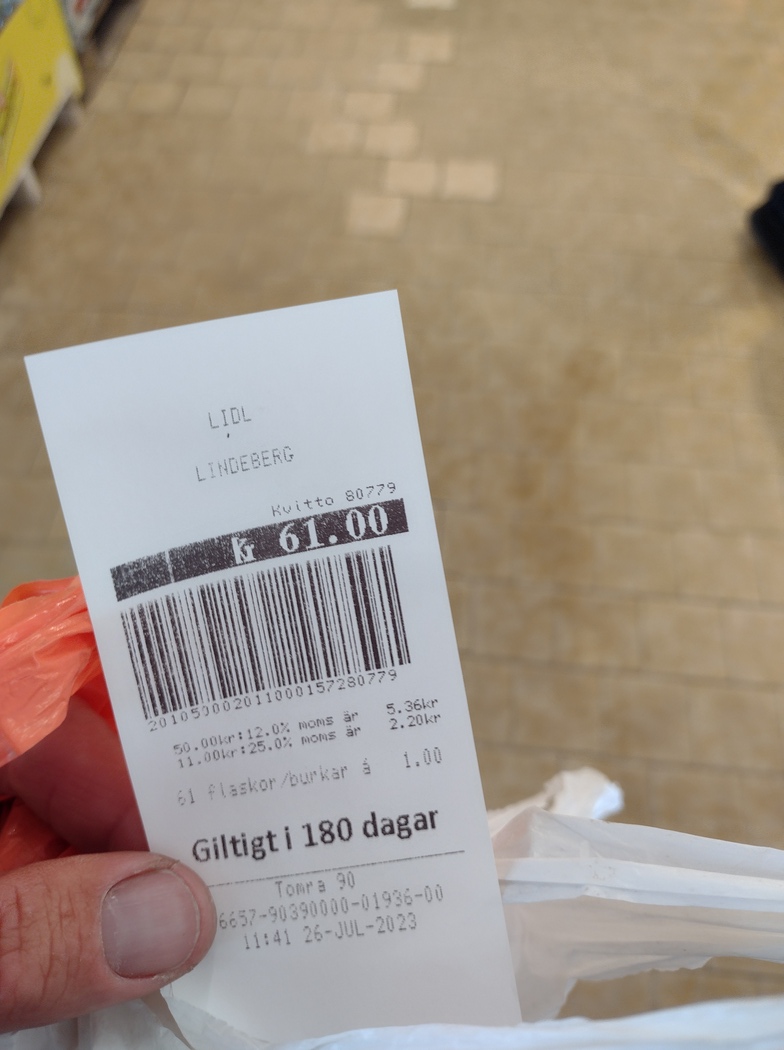 LIDL
LINDEBERG
Kvitto 80779
kr 61.00
2010530002011000157280779
50.00kr:12.0% moms är 5.36kr
11.00kr:25.0% moms är 2.20kr
61 flaskor/burkar á 1.00
Giltigt i 180 dagar
Tomra 90
6657-90390000-01936-00
11:41 26-JUL-2023